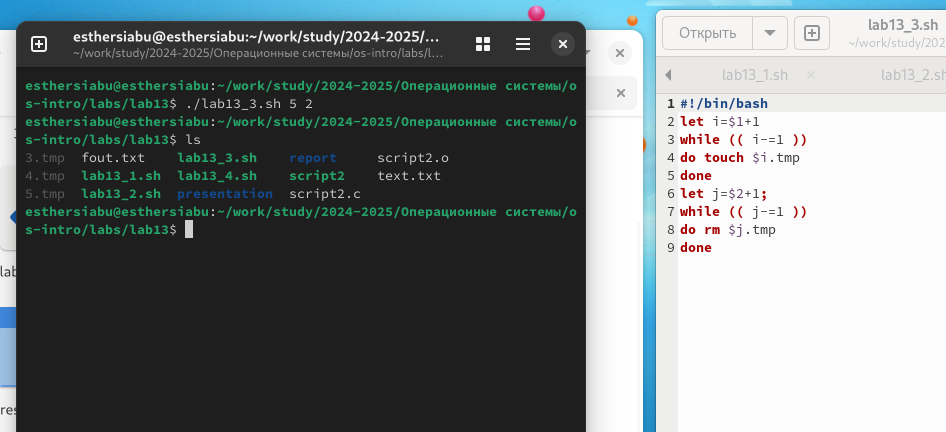 esthersiabu@esthersiabu:~/work/study/2024-2025/...
~/work/study/2024-2025/Операционные системы/os-intro/labs/l...
esthersiabu@esthersiabu:~/work/study/2024-2025/Операционные системы/o
s-intro/labs/lab13$ ./lab13_3.sh 5 2
esthersiabu@esthersiabu:~/work/study/2024-2025/Операционные системы/o
s-intro/labs/lab13$ ls
3.tmp fout.txt lab13_3.sh report script2.o
4.tmp lab13_1.sh lab13_4.sh script2 text.txt
5.tmp lab13_2.sh presentation script2.c
esthersiabu@esthersiabu:~/work/study/2024-2025/Операционные системы/o
s-intro/labs/lab13$
lab
res
Открыть
lab13_3.sh
~/work/study/202
lab13_1.sh
lab13_2.sh
1 #!/bin/bash
2 let i=$1+1
3 while (( i-=1 ))
4 do touch $i.tmp
5 done
6 let j=$2+1;
7 while (( j-=1 ))
8 do rm $j.tmp
9 done